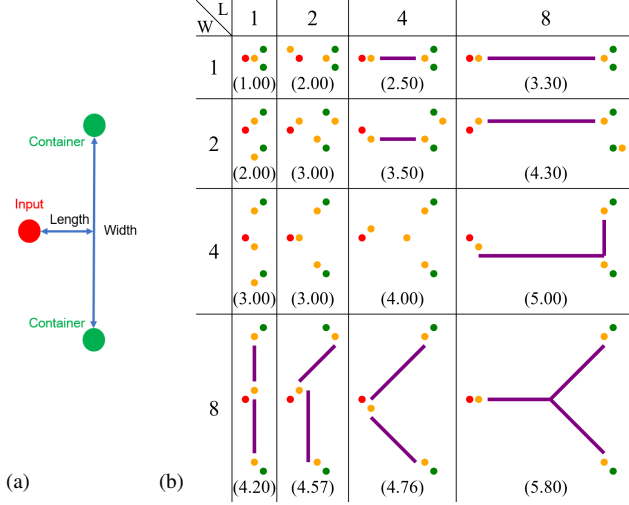 L
W
1 2 4 8
1
(1.00) (2.00) (2.50) (3.30)
2
(2.00) (3.00) (3.50) (4.30)
4
(3.00) (3.00) (4.00) (5.00)
8
(4.20) (4.57) (4.76) (5.80)
Container
Input
Length
Width
Container
(a)
(b)